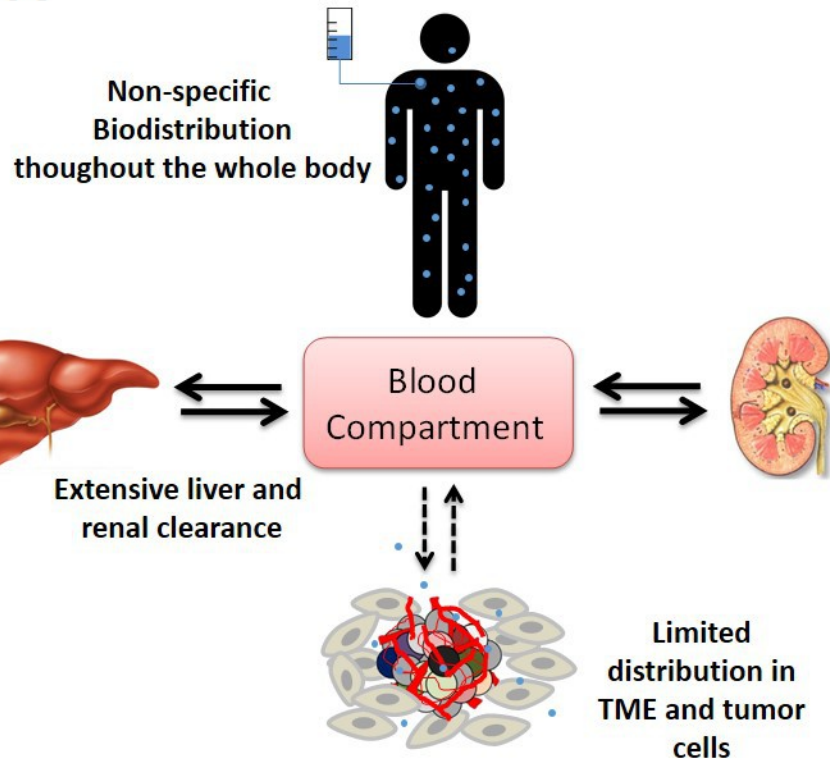 Non-specific
Biodistribution
thoughout the whole body
Blood
Compartment
Extensive liver and
renal clearance
Limited
distribution in
TME and tumor
cells